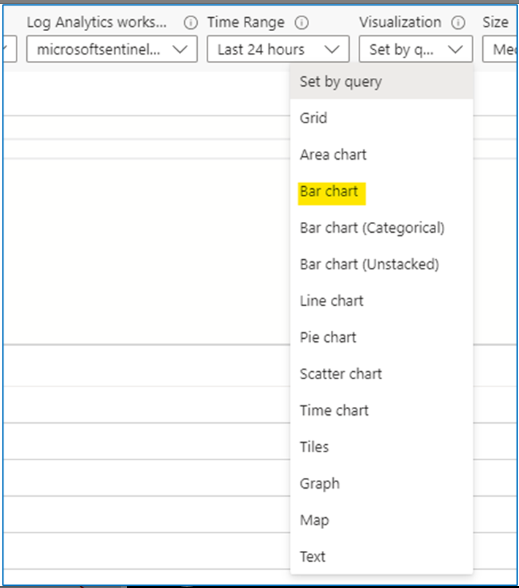 Log Analytics works... Time Range Visualization Size
microsoftsentinel... Last 24 hours Set by q... Med
Set by query
Grid
Area chart
Bar chart
Bar chart (Categorical)
Bar chart (Unstacked)
Line chart
Pie chart
Scatter chart
Time chart
Tiles
Graph
Map
Text